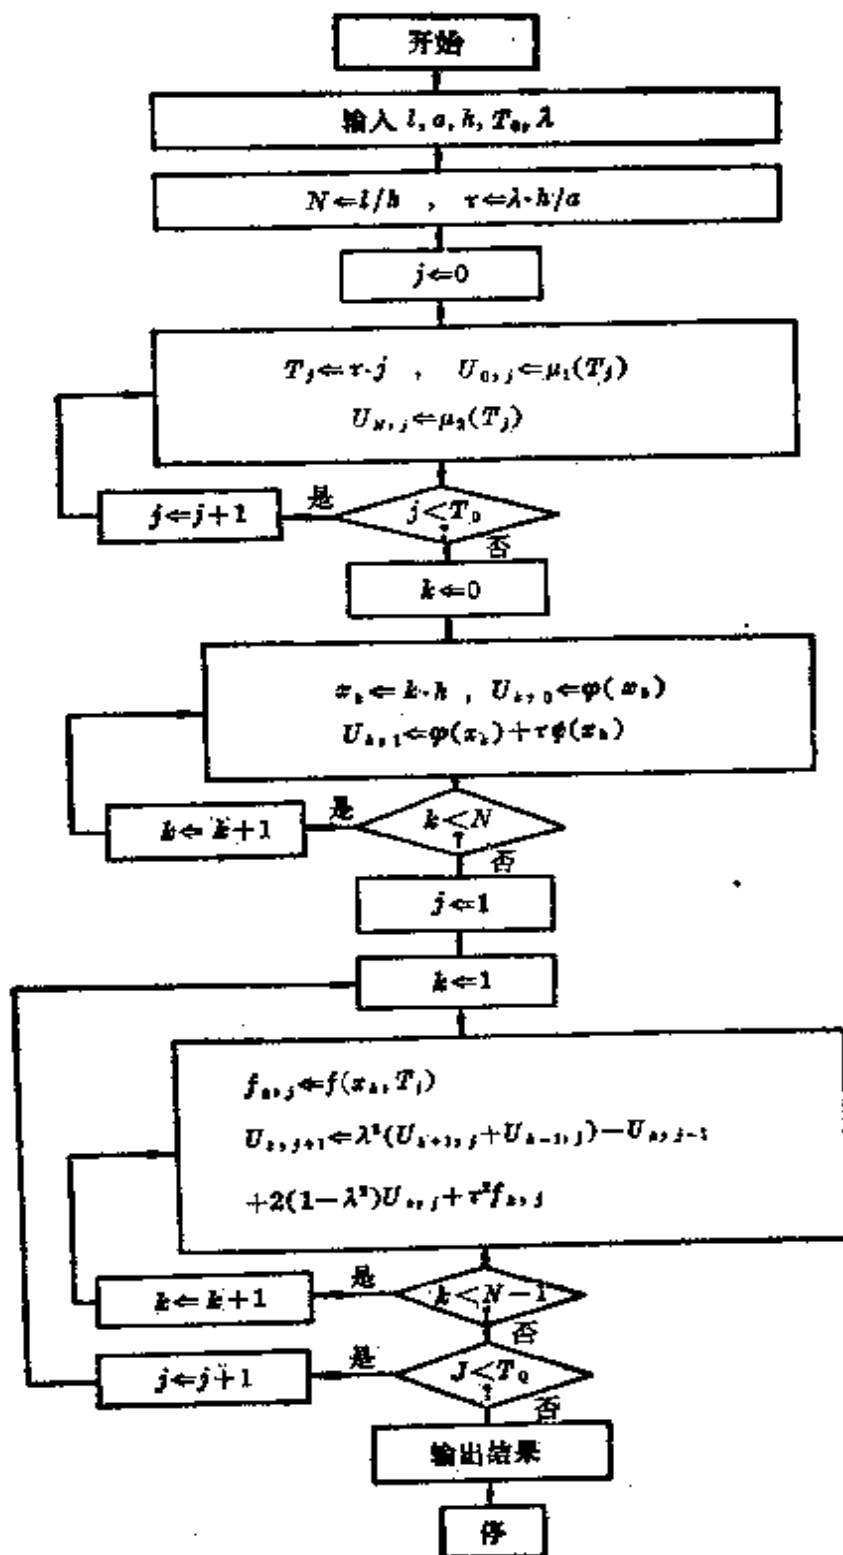 开始
输入 l, a, h, T₀, λ
N⇐l/h , τ⇐λ·h/a
j⇐0
T_j⇐τ·j , U_{0,j}⇐μ₁(T_j)
U_{N,j}⇐μ₂(T_j)
j⇐j+1
是
j<T₀
?
否
k⇐0
x_k⇐k·h , U_{k,0}⇐φ(x_k)
U_{k,1}⇐φ(x_k)+τψ(x_k)
k⇐k+1
是
k<N
?
否
j⇐1
k⇐1
f_{k,j}⇐f(x_k, T_j)
U_{k,j+1}⇐λ²(U_{k+1,j}+U_{k-1,j})−U_{k,j-1}
+2(1−λ²)U_{k,j}+τ²f_{k,j}
k⇐k+1
是
k<N−1
?
否
j⇐j+1
是
J<T₀
?
否
输出结果
停